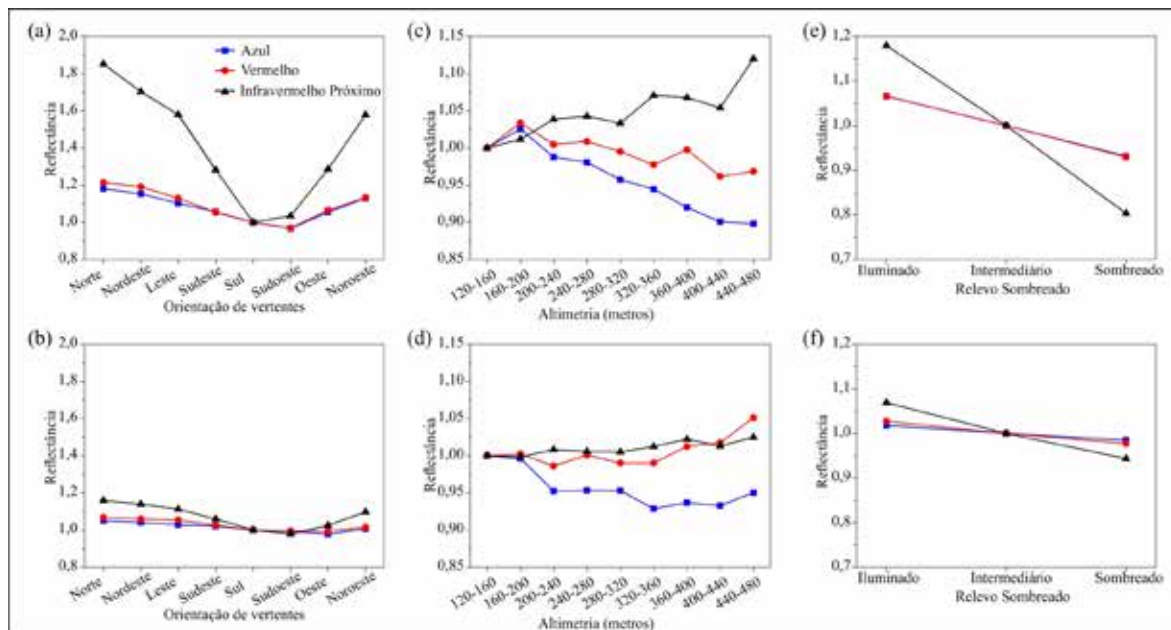 (a)
2,0
1,8
1,6
1,4
1,2
1,0
0,8
Reflectância
Azul
Vermelho
Infravermelho Próximo
Norte
Nordeste
Leste
Sudeste
Sul
Sudoeste
Oeste
Noroeste
Orientação de vertentes
(c)
1,15
1,10
1,05
1,00
0,95
0,90
0,85
Reflectância
120-160
160-200
200-240
240-280
280-320
320-360
360-400
400-440
440-480
Altimetria (metros)
(e)
1,2
1,1
1,0
0,9
0,8
0,7
Reflectância
Iluminado
Intermediário
Sombreado
Relevo Sombreado
(b)
2,0
1,8
1,6
1,4
1,2
1,0
0,8
Reflectância
Norte
Nordeste
Leste
Sudeste
Sul
Sudoeste
Oeste
Noroeste
Orientação de vertentes
(d)
1,15
1,10
1,05
1,00
0,95
0,90
0,85
Reflectância
120-160
160-200
200-240
240-280
280-320
320-360
360-400
400-440
440-480
Altimetria (metros)
(f)
1,2
1,1
1,0
0,9
0,8
0,7
Reflectância
Iluminado
Intermediário
Sombreado
Relevo Sombreado